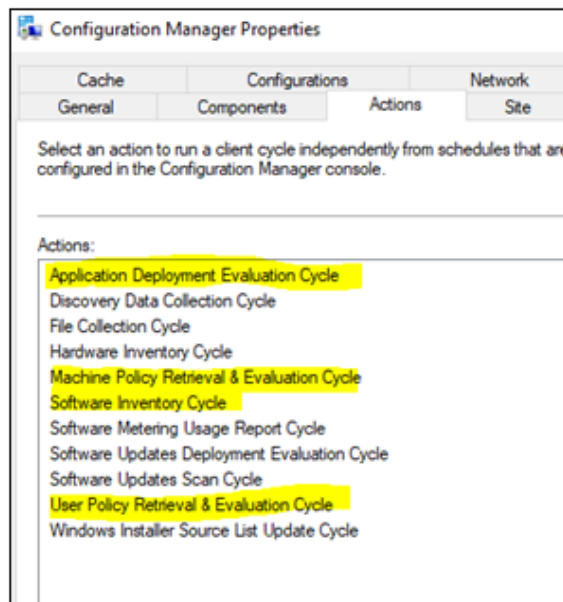 Configuration Manager Properties
Cache Configurations Network
General Components Actions Site
Select an action to run a client cycle independently from schedules that are
configured in the Configuration Manager console.
Actions:
Application Deployment Evaluation Cycle
Discovery Data Collection Cycle
File Collection Cycle
Hardware Inventory Cycle
Machine Policy Retrieval & Evaluation Cycle
Software Inventory Cycle
Software Metering Usage Report Cycle
Software Updates Deployment Evaluation Cycle
Software Updates Scan Cycle
User Policy Retrieval & Evaluation Cycle
Windows Installer Source List Update Cycle